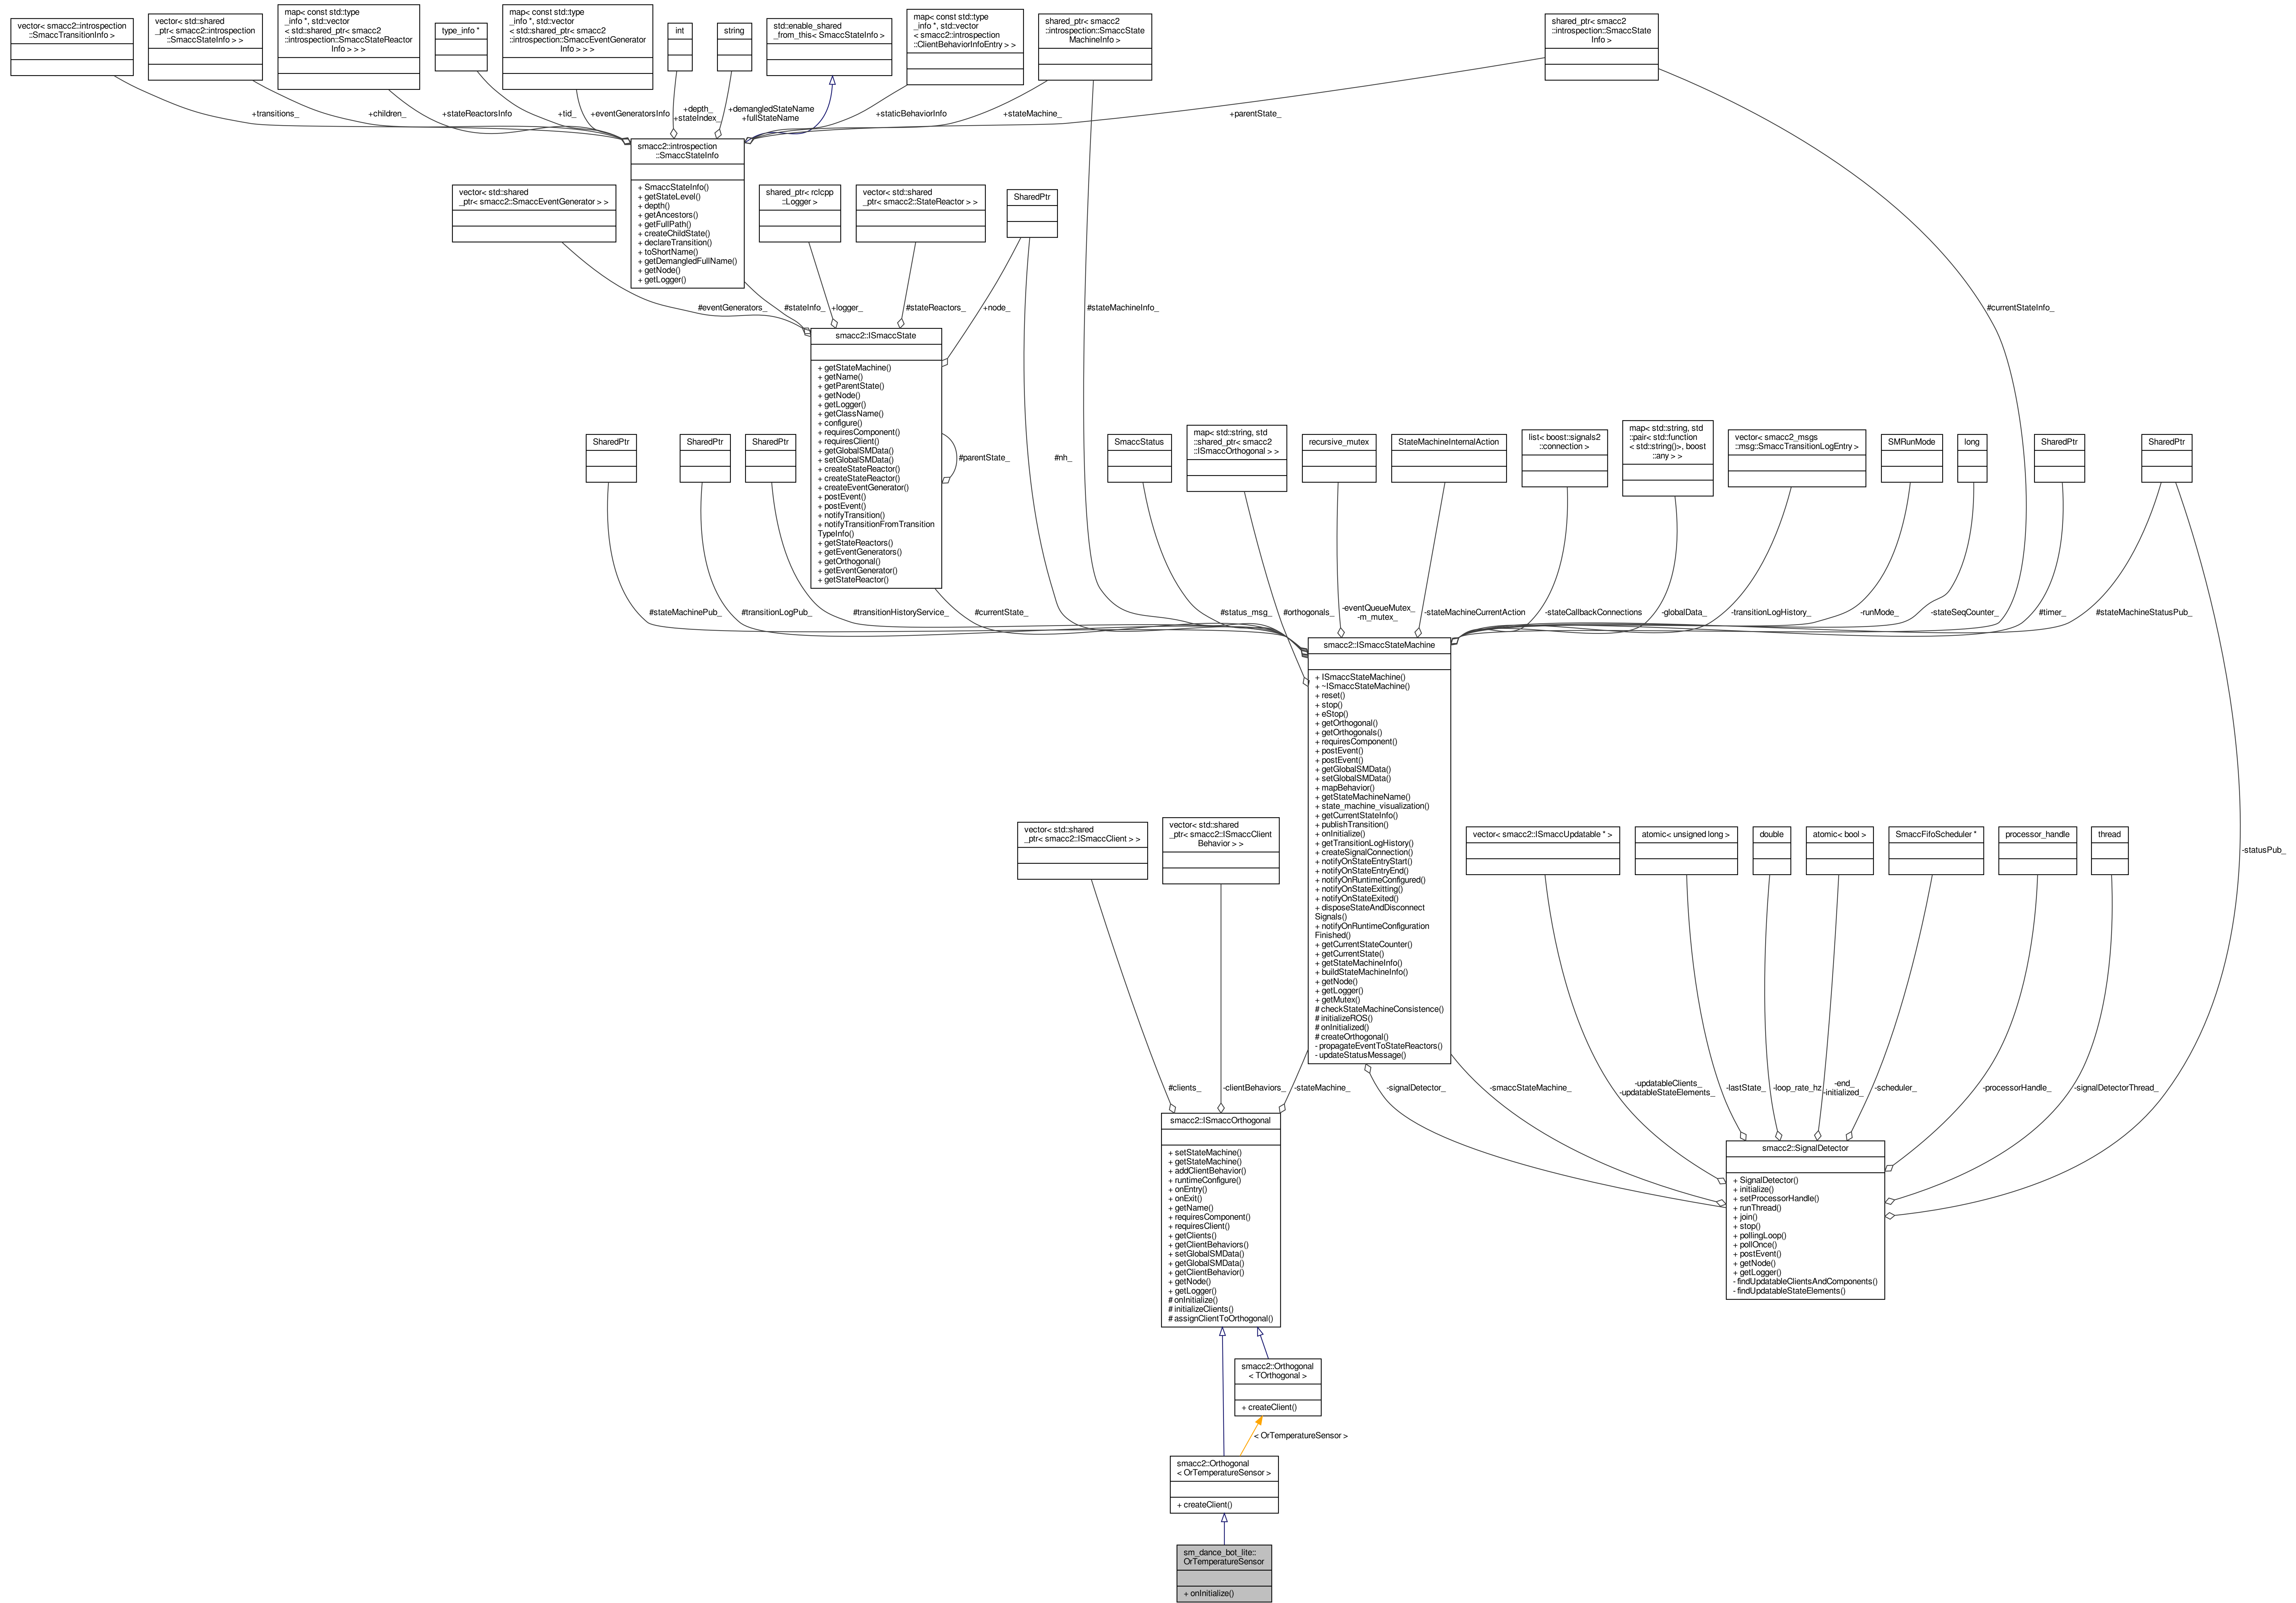 vector< smacc2::introspection
::SmaccTransitionInfo >
vector< std::shared
_ptr< smacc2::introspection
::SmaccStateInfo > >
map< const std::type
_info *, std::vector
< std::shared_ptr< smacc2
::introspection::SmaccStateReactor
Info > > >
type_info *
map< const std::type
_info *, std::vector
< std::shared_ptr< smacc2
::introspection::SmaccEventGenerator
Info > > >
int
string
std::enable_shared
_from_this< SmaccStateInfo >
map< const std::type
_info *, std::vector
< smacc2::introspection
::ClientBehaviorInfoEntry > >
shared_ptr< smacc2
::introspection::SmaccState
MachineInfo >
shared_ptr< smacc2
::introspection::SmaccState
Info >
+transitions_
+children_
+stateReactorsInfo
+tid_
+eventGeneratorsInfo
+depth_
+stateIndex_
+demangledStateName
+fullStateName
+staticBehaviorInfo
+stateMachine_
+parentState_
smacc2::introspection
::SmaccStateInfo
+ SmaccStateInfo()
+ getStateLevel()
+ depth()
+ getAncestors()
+ getFullPath()
+ createChildState()
+ declareTransition()
+ toShortName()
+ getDemangledFullName()
+ getNode()
+ getLogger()
vector< std::shared
_ptr< smacc2::SmaccEventGenerator > >
shared_ptr< rclcpp
::Logger >
vector< std::shared
_ptr< smacc2::StateReactor > >
SharedPtr
#eventGenerators_
#stateInfo_
+logger_
#stateReactors_
+node_
#stateMachineInfo_
#currentStateInfo_
smacc2::ISmaccState
+ getStateMachine()
+ getName()
+ getParentState()
+ getNode()
+ getLogger()
+ getClassName()
+ configure()
+ requiresComponent()
+ requiresClient()
+ getGlobalSMData()
+ setGlobalSMData()
+ createStateReactor()
+ createStateReactor()
+ createEventGenerator()
+ postEvent()
+ postEvent()
+ notifyTransition()
+ notifyTransitionFromTransition
TypeInfo()
+ getStateReactors()
+ getEventGenerators()
+ getOrthogonal()
+ getEventGenerator()
+ getStateReactor()
#parentState_
#nh_
SharedPtr
SharedPtr
SharedPtr
SmaccStatus
map< std::string, std
::shared_ptr< smacc2
::ISmaccOrthogonal > >
recursive_mutex
StateMachineInternalAction
list< boost::signals2
::connection >
map< std::string, std
::pair< std::function
< std::string()>, boost
::any > >
vector< smacc2_msgs
::msg::SmaccTransitionLogEntry >
SMRunMode
long
SharedPtr
SharedPtr
#stateMachinePub_
#transitionLogPub_
#transitionHistoryService_
#currentState_
#status_msg_
#orthogonals_
-eventQueueMutex_
-m_mutex_
-stateMachineCurrentAction
-stateCallbackConnections
-globalData_
-transitionLogHistory_
-runMode_
-stateSeqCounter_
#timer_
#stateMachineStatusPub_
smacc2::ISmaccStateMachine
+ ISmaccStateMachine()
+ ~ISmaccStateMachine()
+ reset()
+ stop()
+ eStop()
+ getOrthogonal()
+ getOrthogonals()
+ requiresComponent()
+ postEvent()
+ postEvent()
+ getGlobalSMData()
+ setGlobalSMData()
+ mapBehavior()
+ getStateMachineName()
+ state_machine_visualization()
+ getCurrentStateInfo()
+ publishTransition()
+ onInitialize()
+ getTransitionLogHistory()
+ createSignalConnection()
+ notifyOnStateEntryStart()
+ notifyOnStateEntryEnd()
+ notifyOnRuntimeConfigured()
+ notifyOnStateExitting()
+ notifyOnStateExited()
+ disposeStateAndDisconnect
Signals()
+ notifyOnRuntimeConfiguration
Finished()
+ getCurrentStateCounter()
+ getCurrentState()
+ getStateMachineInfo()
+ buildStateMachineInfo()
+ getNode()
+ getLogger()
+ getMutex()
# checkStateMachineConsistence()
# initializeROS()
# onInitialized()
# createOrthogonal()
- propagateEventToStateReactors()
- updateStatusMessage()
vector< std::shared
_ptr< smacc2::ISmaccClient > >
vector< std::shared
_ptr< smacc2::ISmaccClient
Behavior > >
vector< smacc2::ISmaccUpdatable * >
atomic< unsigned long >
double
atomic< bool >
SmaccFifoScheduler *
processor_handle
thread
-statusPub_
#clients_
-clientBehaviors_
-stateMachine_
-signalDetector_
-smaccStateMachine_
-updatableClients_
-updatableStateElements_
-lastState_
-loop_rate_hz
-end_
-initialized_
-scheduler_
-processorHandle_
-signalDetectorThread_
smacc2::ISmaccOrthogonal
+ setStateMachine()
+ getStateMachine()
+ addClientBehavior()
+ runtimeConfigure()
+ onEntry()
+ onExit()
+ getName()
+ requiresComponent()
+ requiresClient()
+ getClients()
+ getClientBehaviors()
+ setGlobalSMData()
+ getGlobalSMData()
+ getClientBehavior()
+ getNode()
+ getLogger()
# onInitialize()
# initializeClients()
# assignClientToOrthogonal()
smacc2::SignalDetector
+ SignalDetector()
+ initialize()
+ setProcessorHandle()
+ runThread()
+ join()
+ stop()
+ pollingLoop()
+ pollOnce()
+ postEvent()
+ getNode()
+ getLogger()
- findUpdatableClientsAndComponents()
- findUpdatableStateElements()
smacc2::Orthogonal
< TOrthogonal >
+ createClient()
< OrTemperatureSensor >
smacc2::Orthogonal
< OrTemperatureSensor >
+ createClient()
sm_dance_bot_lite::
OrTemperatureSensor
+ onInitialize()